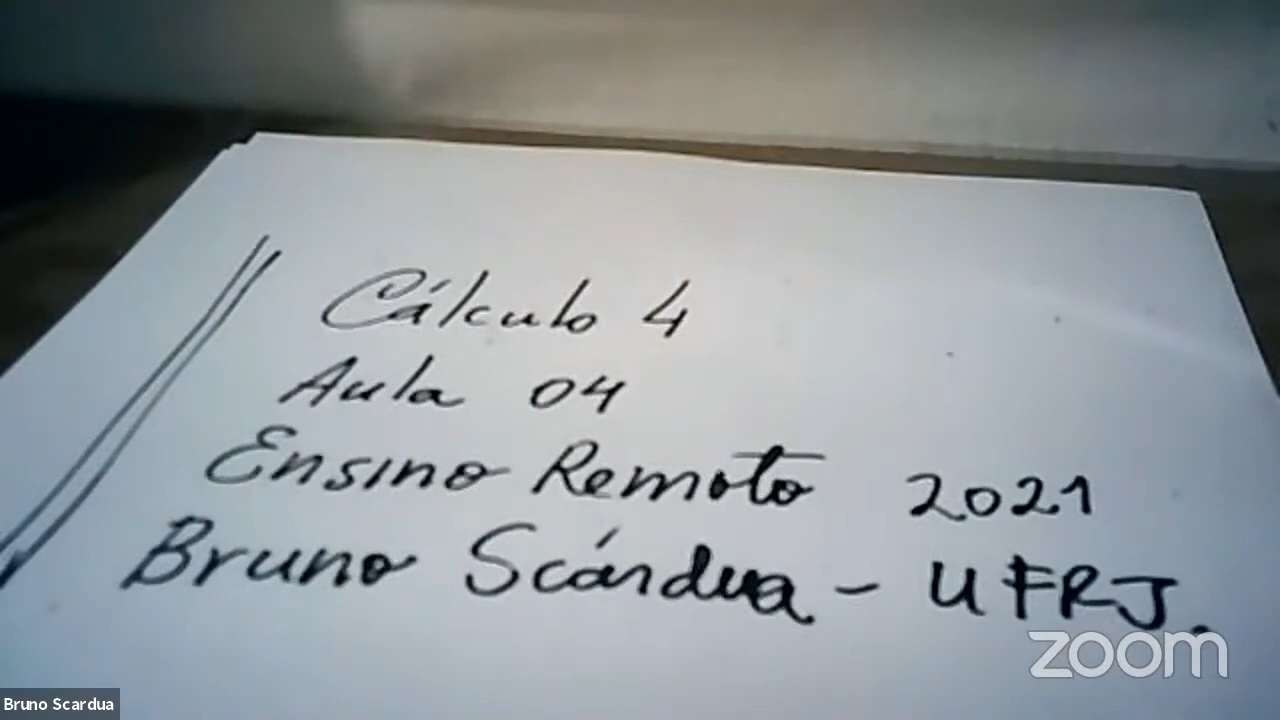 Cálculo 4
Aula 04
Ensino Remoto 2021
Bruno Scárdua - UFRJ.
zoom
Bruno Scardua